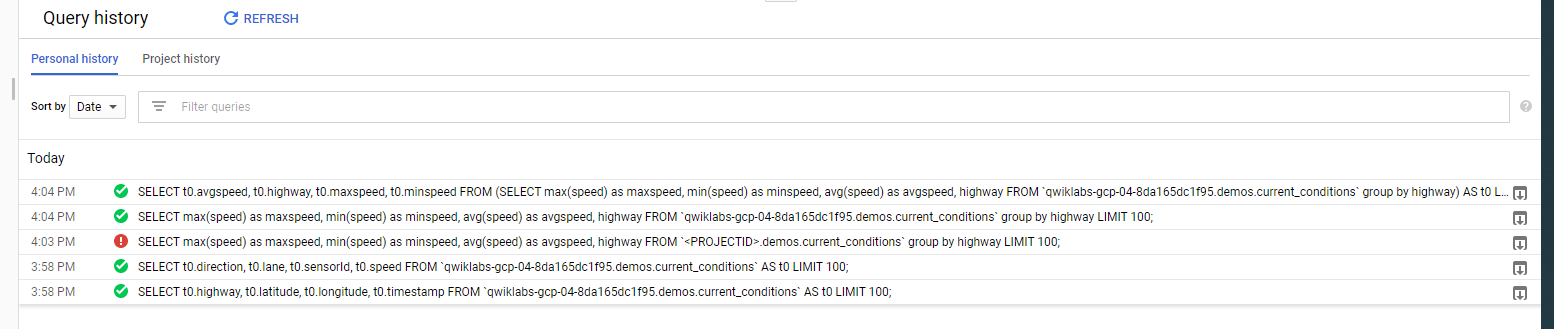 Query history
REFRESH
Personal history
Project history
Sort by Date Filter queries
Today
4:04 PM SELECT t0.avgspeed, t0.highway, t0.maxspeed, t0.minspeed FROM (SELECT max(speed) as maxspeed, min(speed) as minspeed, avg(speed) as avgspeed, highway FROM `qwiklabs-gcp-04-8da165dc1f95.demos.current_conditions` group by highway) AS t0 L...
4:04 PM SELECT max(speed) as maxspeed, min(speed) as minspeed, avg(speed) as avgspeed, highway FROM `qwiklabs-gcp-04-8da165dc1f95.demos.current_conditions` group by highway LIMIT 100;
4:03 PM SELECT max(speed) as maxspeed, min(speed) as minspeed, avg(speed) as avgspeed, highway FROM `<PROJECTID>.demos.current_conditions` group by highway LIMIT 100;
3:58 PM SELECT t0.direction, t0.lane, t0.sensorId, t0.speed FROM `qwiklabs-gcp-04-8da165dc1f95.demos.current_conditions` AS t0 LIMIT 100;
3:58 PM SELECT t0.highway, t0.latitude, t0.longitude, t0.timestamp FROM `qwiklabs-gcp-04-8da165dc1f95.demos.current_conditions` AS t0 LIMIT 100;